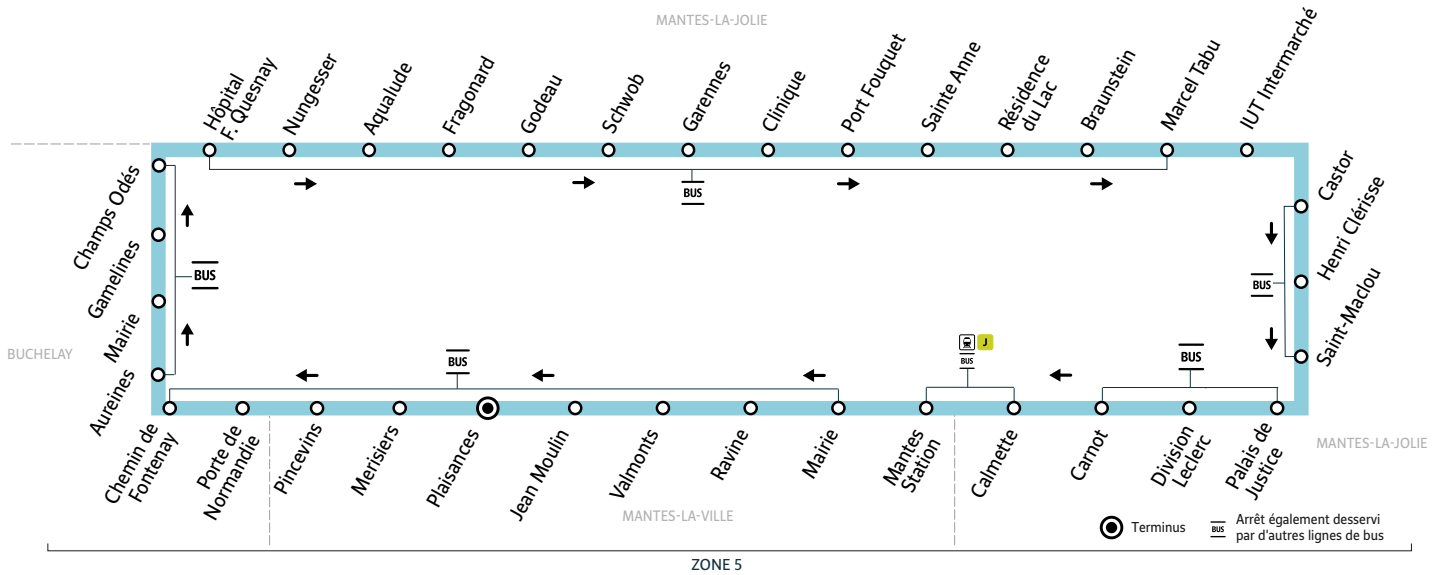 MANTES-LA-JOLIE
Hôpital
F. Quesnay
Nungesser
Aqualude
Fragonard
Godeau
Schwob
Garennes
Clinique
Port Fouquet
Sainte Anne
Résidence
du Lac
Braunstein
Marcel Tabu
IUT Intermarché
BUS
Castor
Henri Clérisse
Saint-Maclou
BUS
Champs Odés
Gamelines
Mairie
Aureines
BUS
BUCHELAY
BUS
J
BUS
BUS
Chemin de
Fontenay
Porte de
Normandie
Pincevins
Merisiers
Plaisances
Jean Moulin
Valmonts
Ravine
Mairie
Mantes
Station
Calmette
Carnot
Division
Leclerc
Palais de
Justice
MANTES-LA-JOLIE
MANTES-LA-VILLE
Terminus
BUS
Arrêt également desservi
par d'autres lignes de bus
ZONE 5